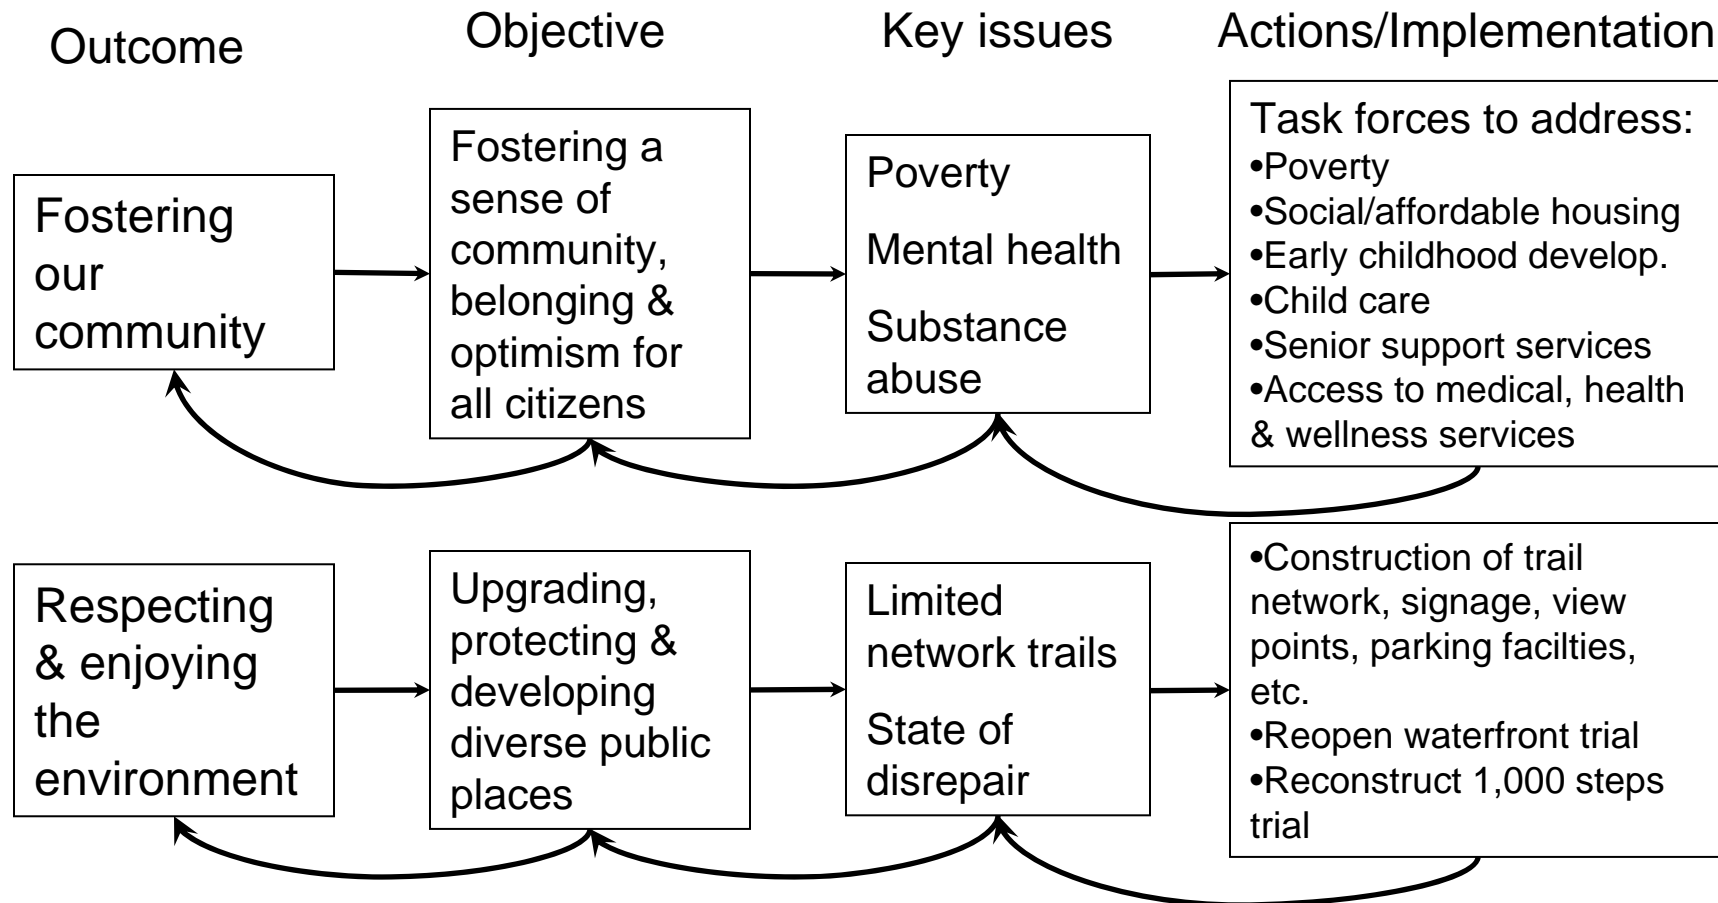 Outcome
Objective
Key issues
Actions/Implementation
Fostering
our
community
Fostering a
sense of
community,
belonging &
optimism for
all citizens
Poverty
Mental health
Substance
abuse
Task forces to address:
•Poverty
•Social/affordable housing
•Early childhood develop.
•Child care
•Senior support services
•Access to medical, health
& wellness services
Respecting
& enjoying
the
environment
Upgrading,
protecting &
developing
diverse public
places
Limited
network trails
State of
disrepair
•Construction of trail
network, signage, view
points, parking facilties,
etc.
•Reopen waterfront trial
•Reconstruct 1,000 steps
trial